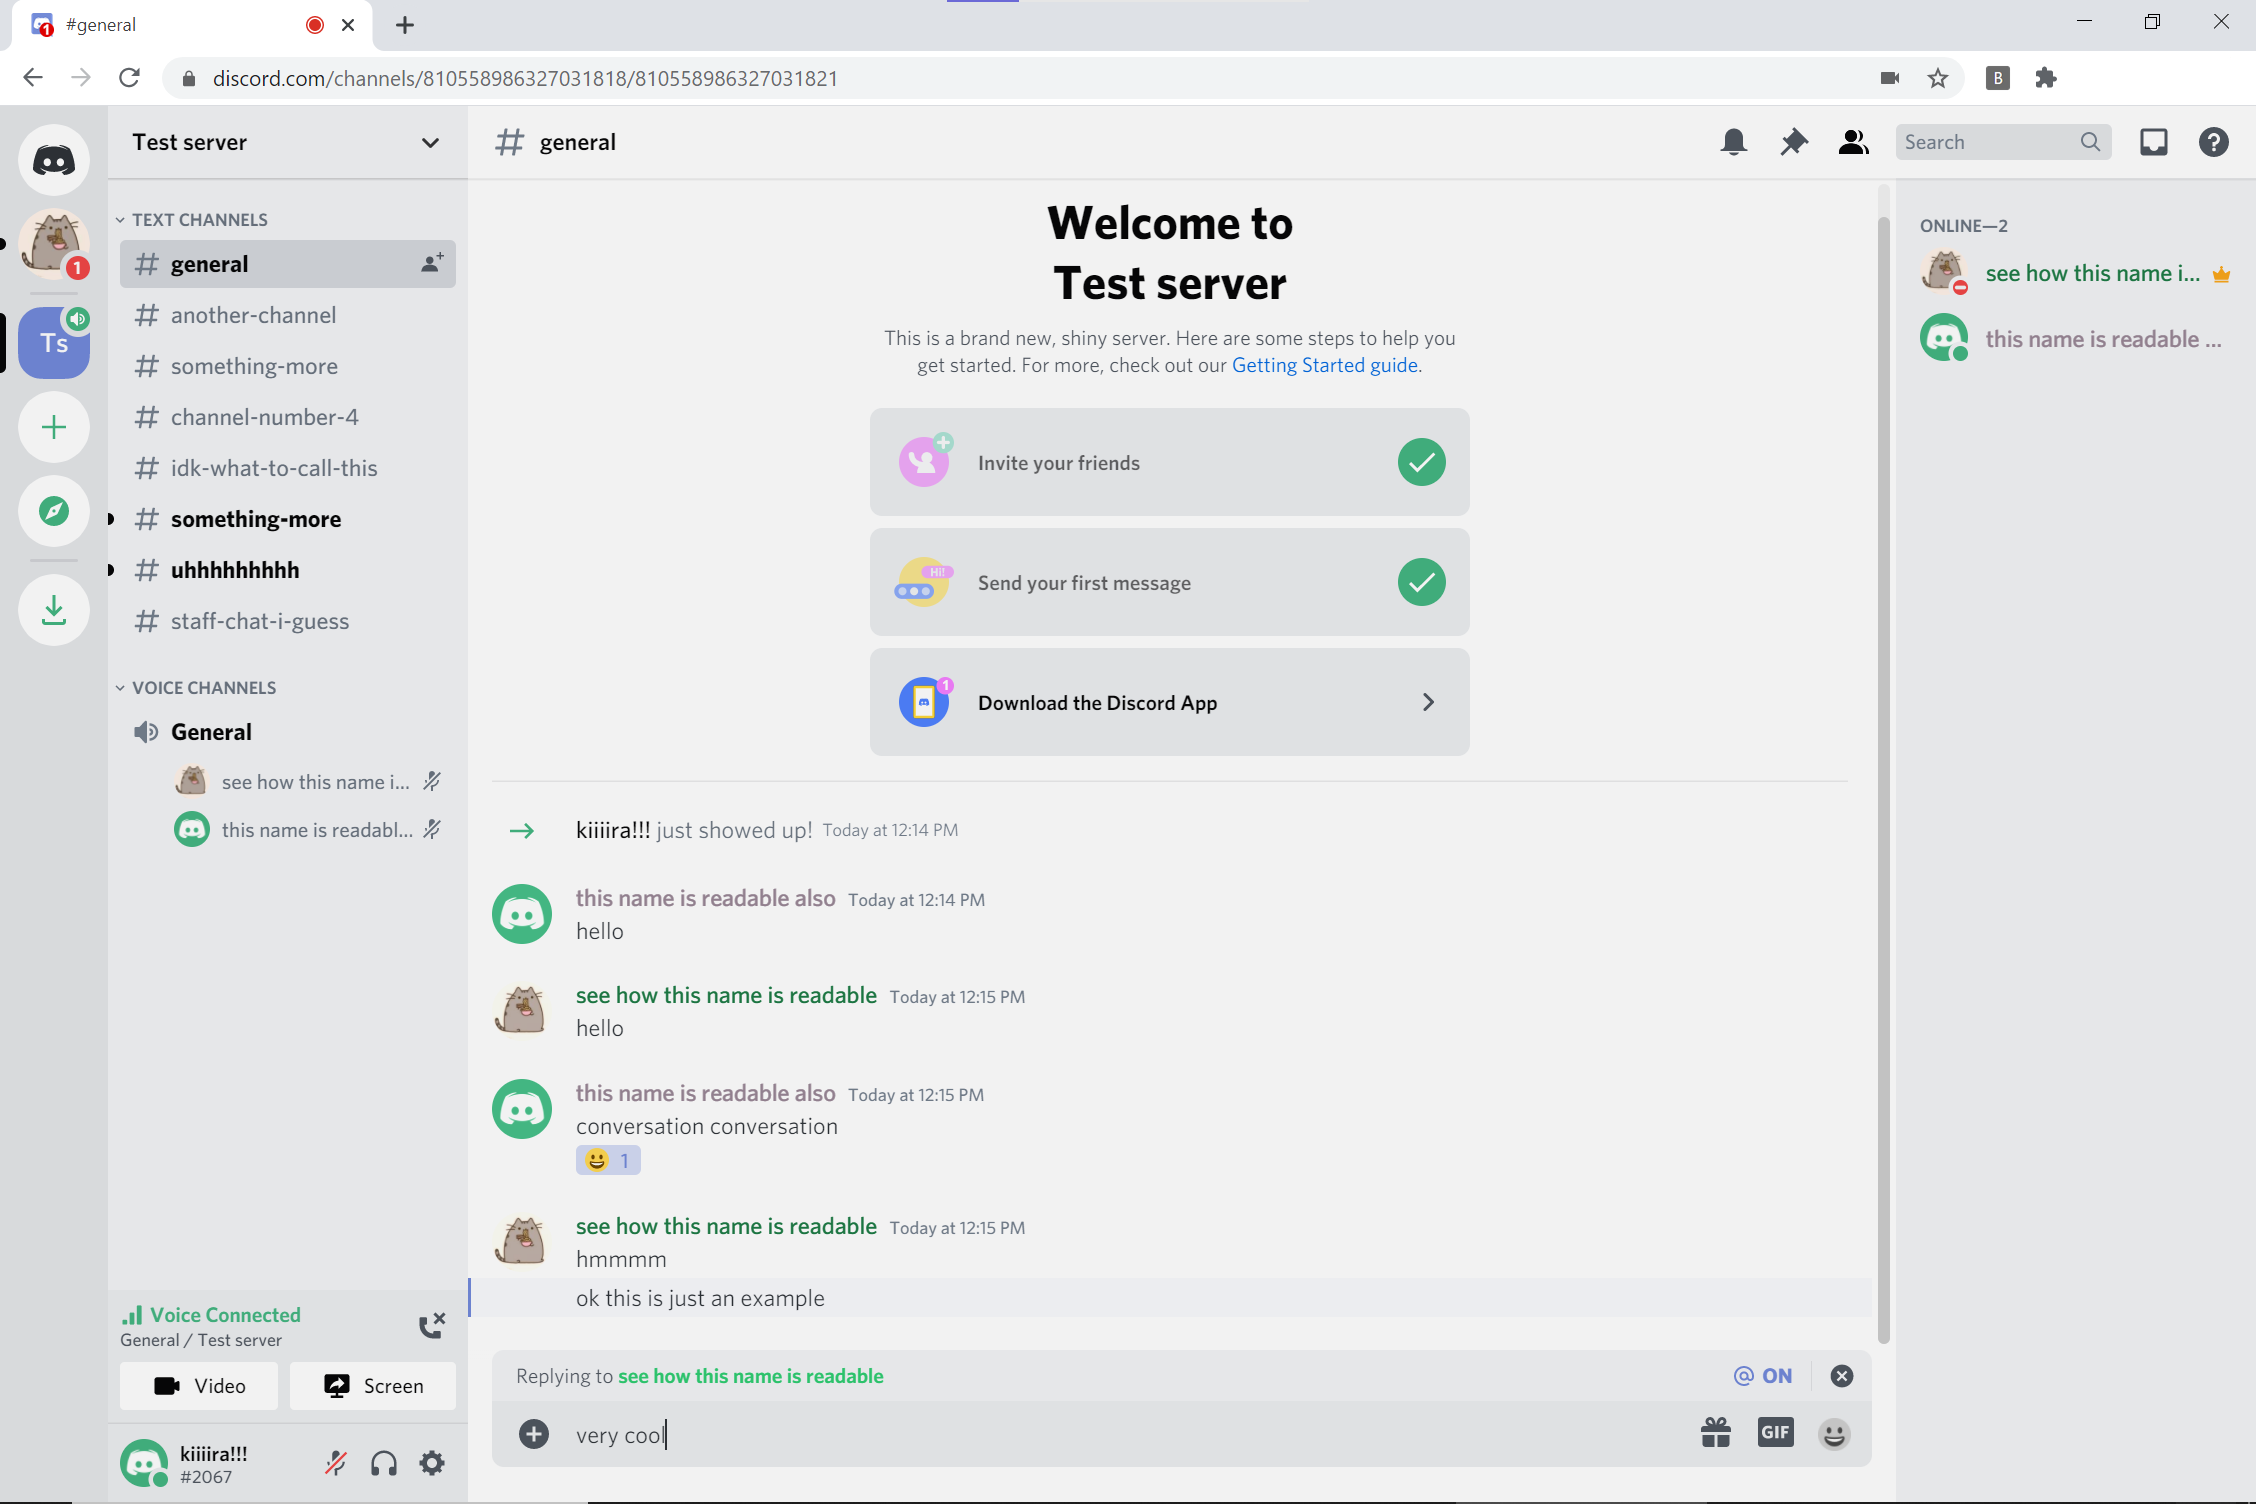 #general
discord.com/channels/810558986327031818/810558986327031821
B
Test server
general
Search
1
Ts
TEXT CHANNELS
general
another-channel
something-more
channel-number-4
idk-what-to-call-this
something-more
uhhhhhhhhh
staff-chat-i-guess
VOICE CHANNELS
General
see how this name i...
this name is readabl...
Voice Connected
General / Test server
Video
Screen
kiiiira!!!
#2067
Welcome to
Test server
This is a brand new, shiny server. Here are some steps to help you
get started. For more, check out our Getting Started guide.
Invite your friends
Hi!
Send your first message
1
Download the Discord App
kiiiira!!! just showed up! Today at 12:14 PM
this name is readable also Today at 12:14 PM
hello
see how this name is readable Today at 12:15 PM
hello
this name is readable also Today at 12:15 PM
conversation conversation
😀 1
see how this name is readable Today at 12:15 PM
hmmmm
ok this is just an example
Replying to see how this name is readable
@ ON
very cool
GIF
ONLINE—2
see how this name i...
this name is readable ...